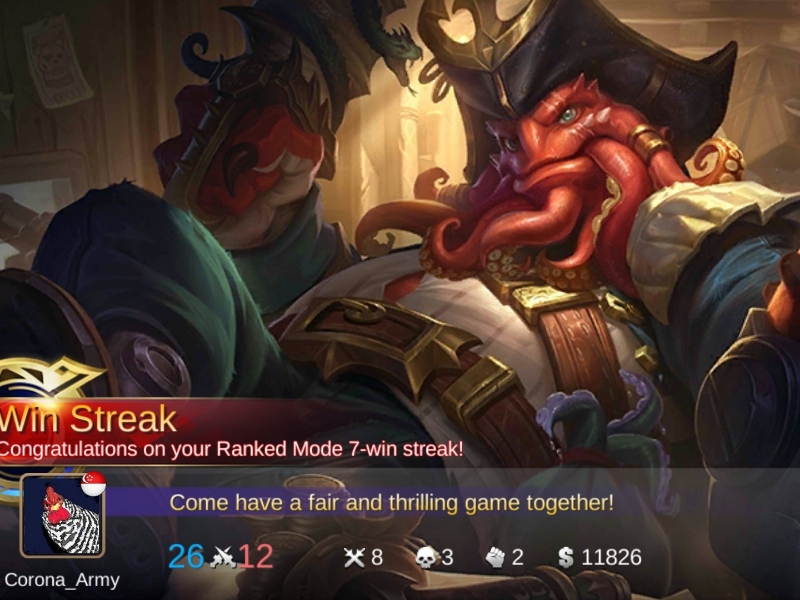 Win Streak
Congratulations on your Ranked Mode 7-win streak!
Come have a fair and thrilling game together!
26 12 8 3 2 $ 11826
Corona_Army